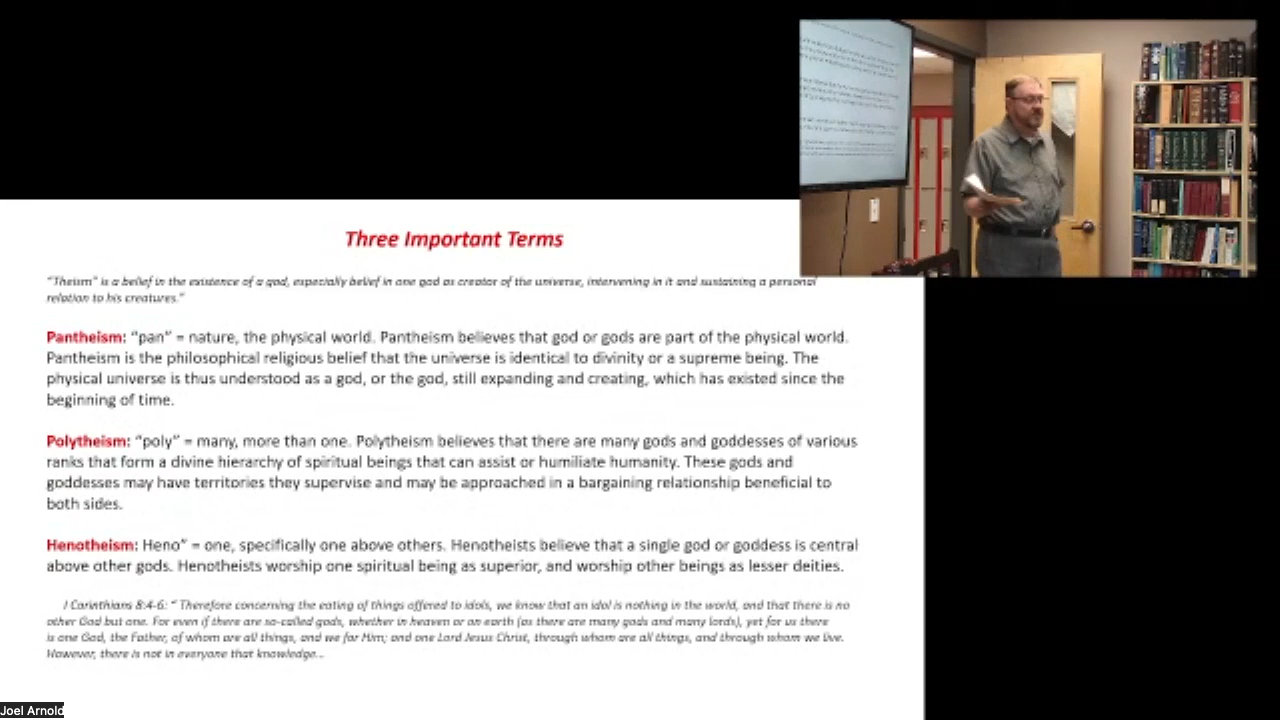 Three Important Terms
“Theism” is a belief in the existence of a god, especially belief in one god as creator of the universe, intervening in it and sustaining a personal
relation to his creatures.”
Pantheism: “pan” = nature, the physical world. Pantheism believes that god or gods are part of the physical world.
Pantheism is the philosophical religious belief that the universe is identical to divinity or a supreme being. The
physical universe is thus understood as a god, or the god, still expanding and creating, which has existed since the
beginning of time.
Polytheism: “poly” = many, more than one. Polytheism believes that there are many gods and goddesses of various
ranks that form a divine hierarchy of spiritual beings that can assist or humiliate humanity. These gods and
goddesses may have territories they supervise and may be approached in a bargaining relationship beneficial to
both sides.
Henotheism: Heno” = one, specifically one above others. Henotheists believe that a single god or goddess is central
above other gods. Henotheists worship one spiritual being as superior, and worship other beings as lesser deities.
I Corinthians 8:4-6: “ Therefore concerning the eating of things offered to idols, we know that an idol is nothing in the world, and that there is no
other God but one. For even if there are so-called gods, whether in heaven or on earth (as there are many gods and many lords), yet for us there
is one God, the Father, of whom are all things, and we for Him; and one Lord Jesus Christ, through whom are all things, and through whom we live.
However, there is not in everyone that knowledge...
Joel Arnold